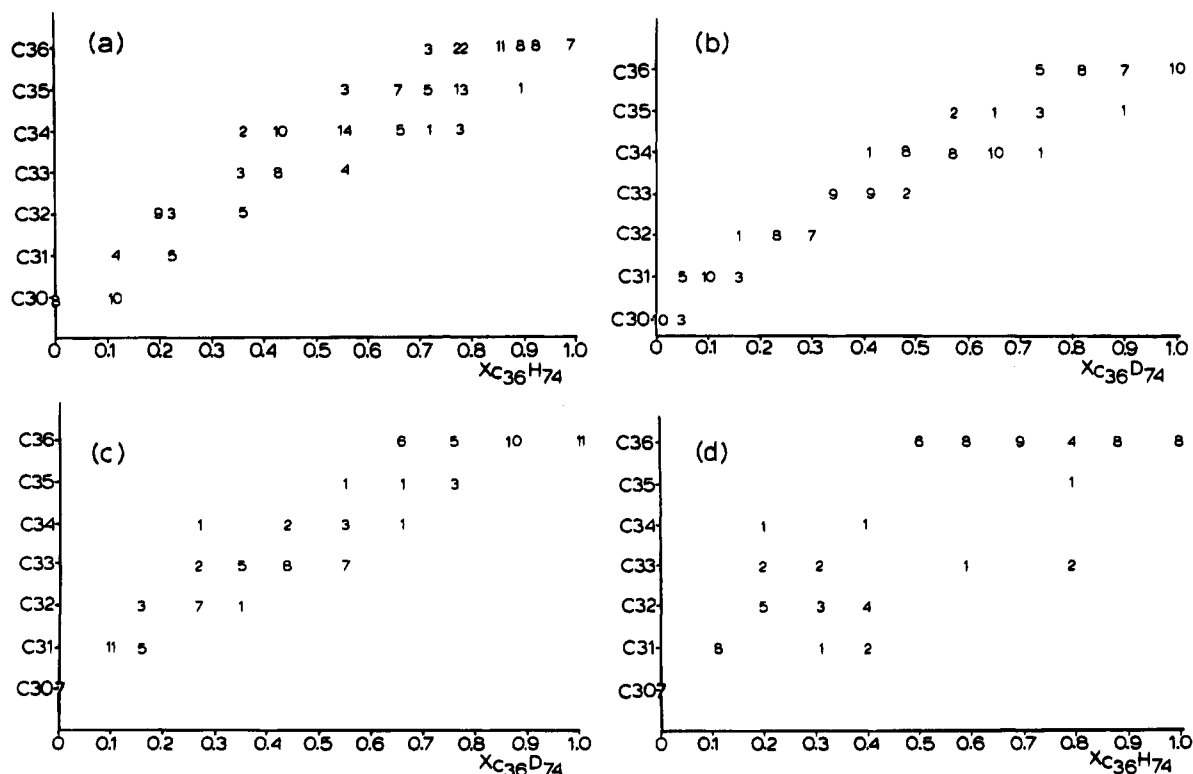 (a)
C36 3 22 11 8 8 7
C35 3 7 5 13 1
C34 2 10 14 5 1 3
C33 3 8 4
C32 9 3 5
C31 4 5
C30 8 10
0 0.1 0.2 0.3 0.4 0.5 0.6 0.7 0.8 0.9 1.0
XC36H74
(b)
C36 5 8 7 10
C35 2 1 3 1
C34 1 8 8 10 1
C33 9 9 2
C32 1 8 7
C31 5 10 3
C30 0 3
0 0.1 0.2 0.3 0.4 0.5 0.6 0.7 0.8 0.9 1.0
XC36D74
(c)
C36 6 5 10 11
C35 1 1 3
C34 1 2 3 1
C33 2 5 8 7
C32 3 7 1
C31 11 5
C30 7
0 0.1 0.2 0.3 0.4 0.5 0.6 0.7 0.8 0.9 1.0
XC36D74
(d)
C36 6 8 9 4 8 8
C35 1
C34 1 1
C33 2 2 1 2
C32 5 3 4
C31 8 1 2
C30 7
0 0.1 0.2 0.3 0.4 0.5 0.6 0.7 0.8 0.9 1.0
XC36H74